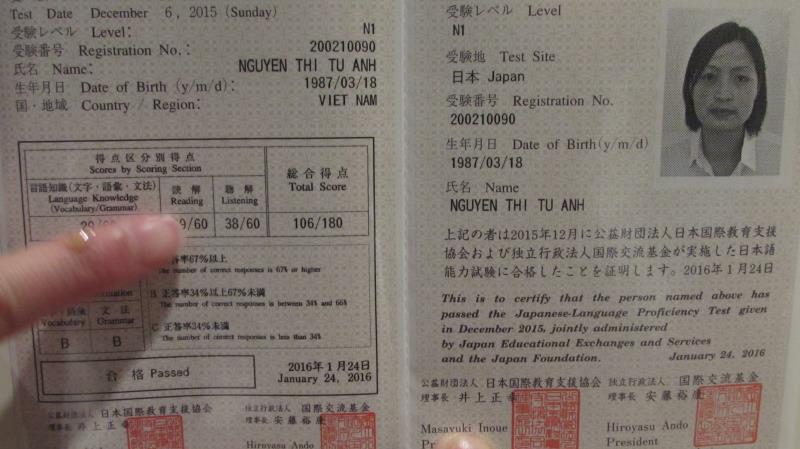 Test Date December 6, 2015 (Sunday)
受験レベル Level: N1
受験番号 Registration No.: 200210090
氏名 Name: NGUYEN THI TU ANH
生年月日 Date of Birth (y/m/d): 1987/03/18
国・地域 Country / Region: VIET NAM
得点区分別得点
Scores by Scoring Section
総合得点
Total Score
言語知識(文字・語彙・文法)
Language Knowledge
(Vocabulary/Grammar)
読解
Reading
聴解
Listening
38/60
106/180
正答率67%以上
The number of correct responses is 67% or higher
B 正答率34%以上67%未満
The number of correct responses is between 34% and 66%
C 正答率34%未満
The number of correct responses is less than 34%
Vocabulary
文法
Grammar
B
B
合格 Passed
2016年1月24日
January 24, 2016
公益財団法人 日本国際教育支援協会
理事長 井上正幸
独立行政法人 国際交流基金
理事長 安藤裕康
Masayuki Inoue
Hiroyasu Ando
受験レベル Level
N1
受験地 Test Site
日本 Japan
受験番号 Registration No.
200210090
生年月日 Date of Birth(y/m/d)
1987/03/18
氏名 Name
NGUYEN THI TU ANH
上記の者は2015年12月に公益財団法人日本国際教育支援
協会および独立行政法人国際交流基金が実施した日本語
能力試験に合格したことを証明します。2016年1月24日
This is to certify that the person named above has
passed the Japanese-Language Proficiency Test given
in December 2015, jointly administered
by Japan Educational Exchanges and Services
and the Japan Foundation. January 24, 2016
公益財団法人 日本国際教育支援協会
理事長 井上正幸
独立行政法人 国際交流基金
理事長 安藤裕康
Masayuki Inoue
Hiroyasu Ando
President